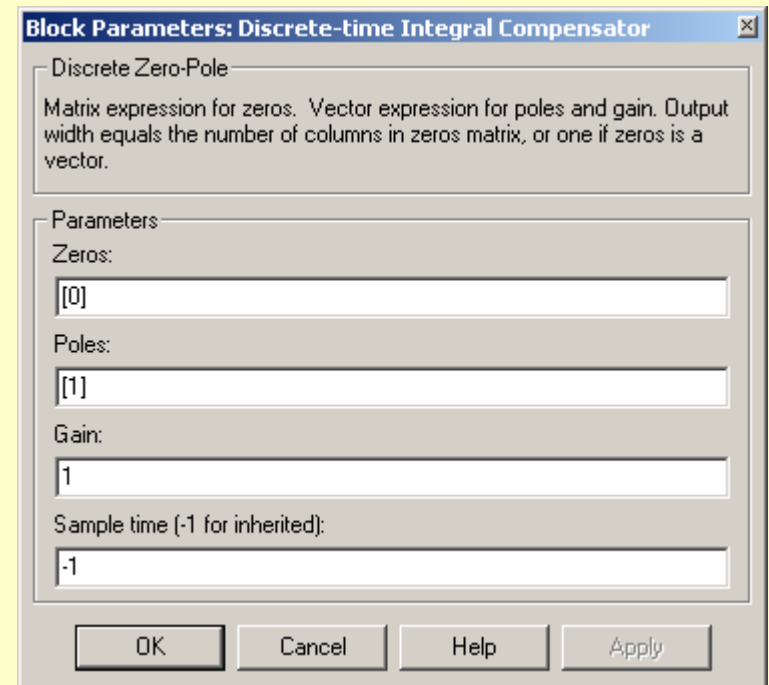 Block Parameters: Discrete-time Integral Compensator
Discrete Zero-Pole
Matrix expression for zeros.  Vector expression for poles and gain. Output
width equals the number of columns in zeros matrix, or one if zeros is a
vector.
Parameters
Zeros:
[0]
Poles:
[1]
Gain:
1
Sample time (-1 for inherited):
-1
OK Cancel Help Apply